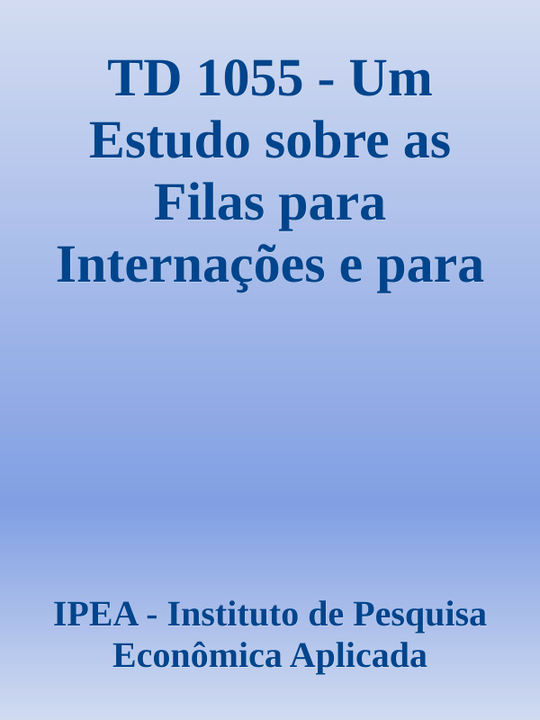 TD 1055 - Um
Estudo sobre as
Filas para
Internações e para
IPEA - Instituto de Pesquisa
Econômica Aplicada